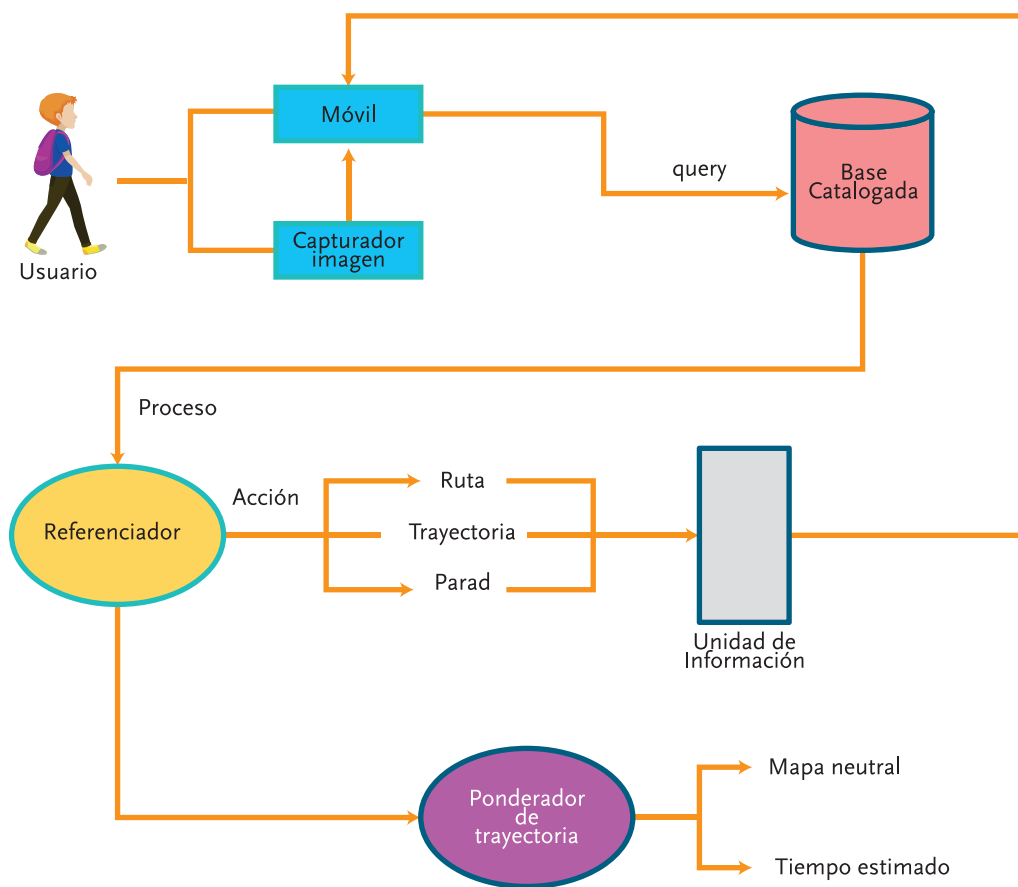 Móvil
query
Base
Catalogada
Capturador
imagen
Usuario
Proceso
Acción
Ruta
Referenciador
Trayectoria
Parad
Unidad de
Información
Mapa neutral
Ponderador
de
trayectoria
Tiempo estimado